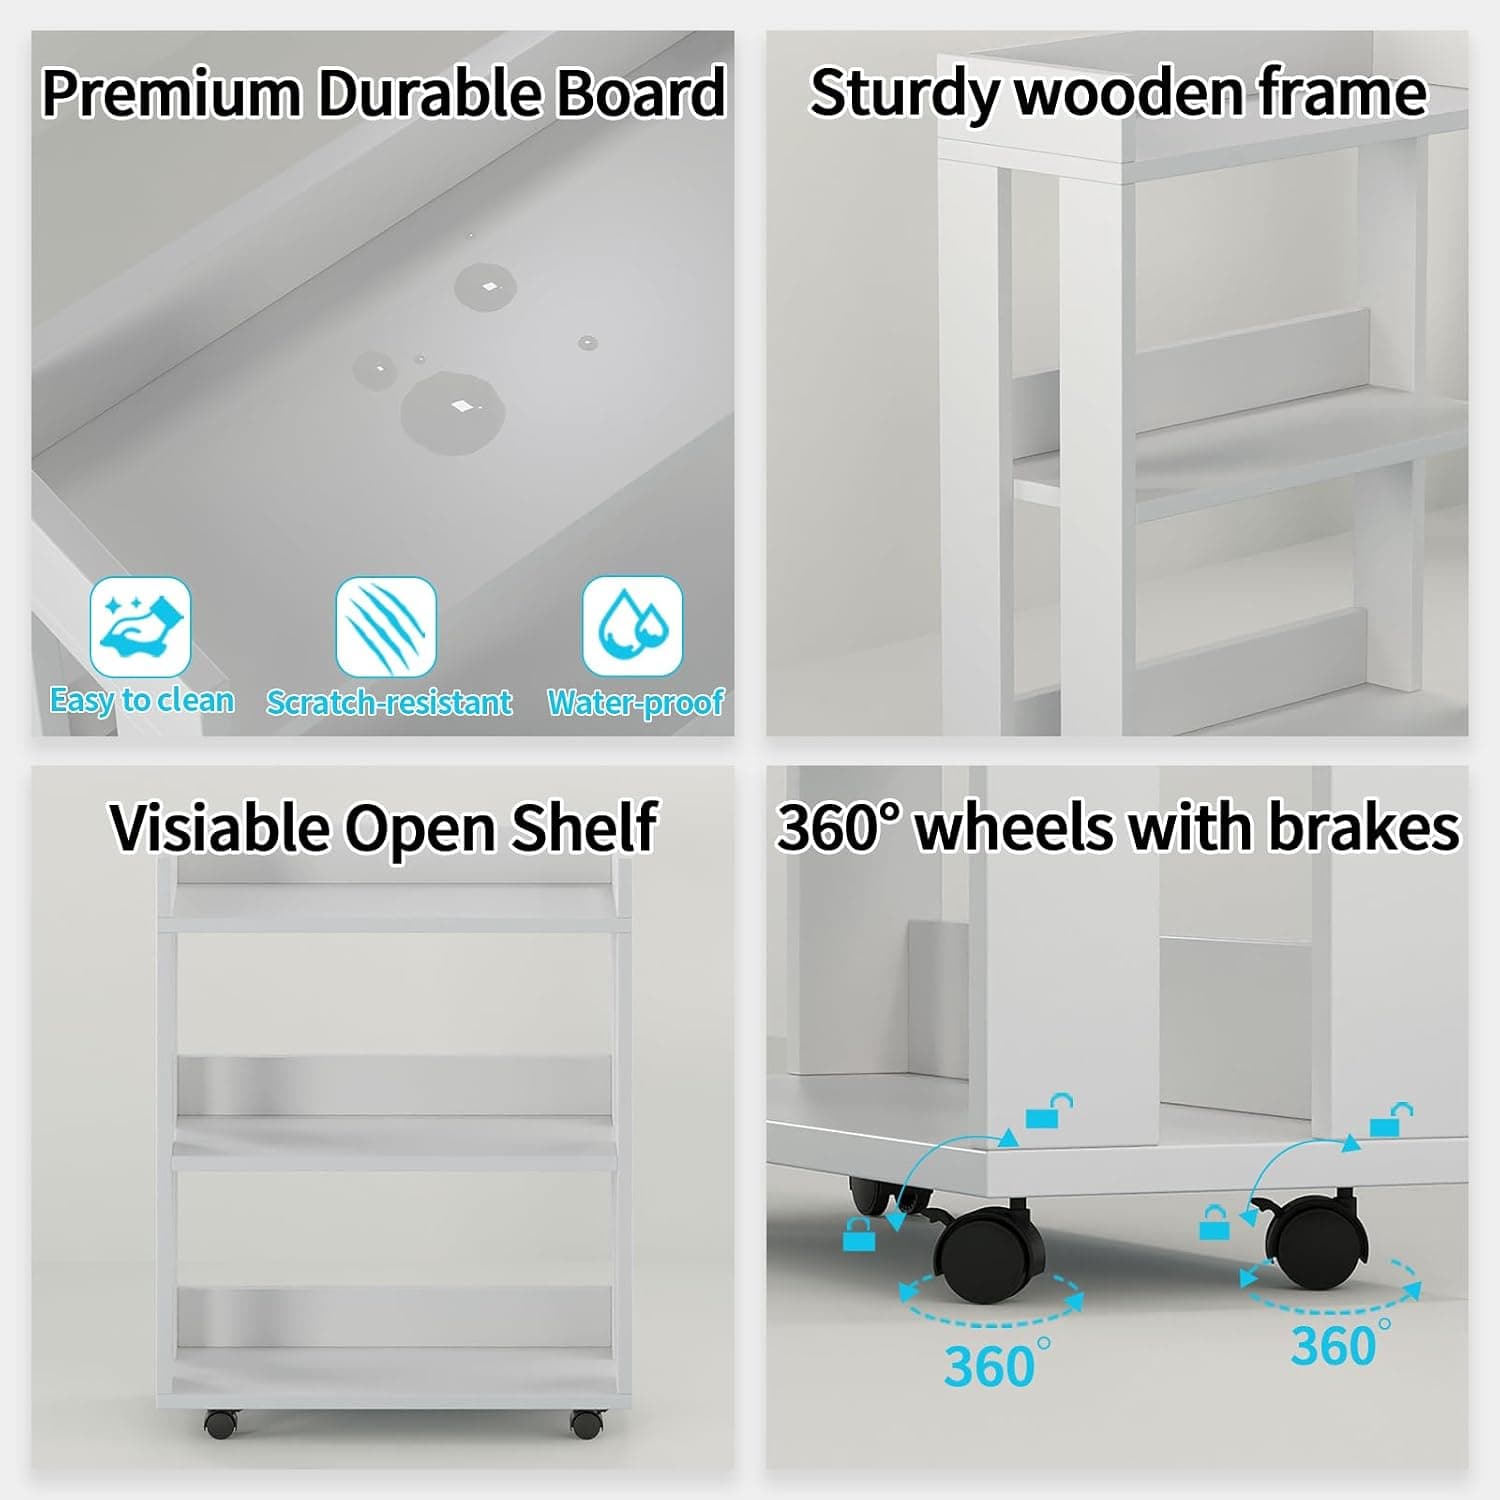 Premium Durable Board
Easy to clean
Scratch-resistant
Water-proof
Sturdy wooden frame
Visiable Open Shelf
360° wheels with brakes
360°
360°